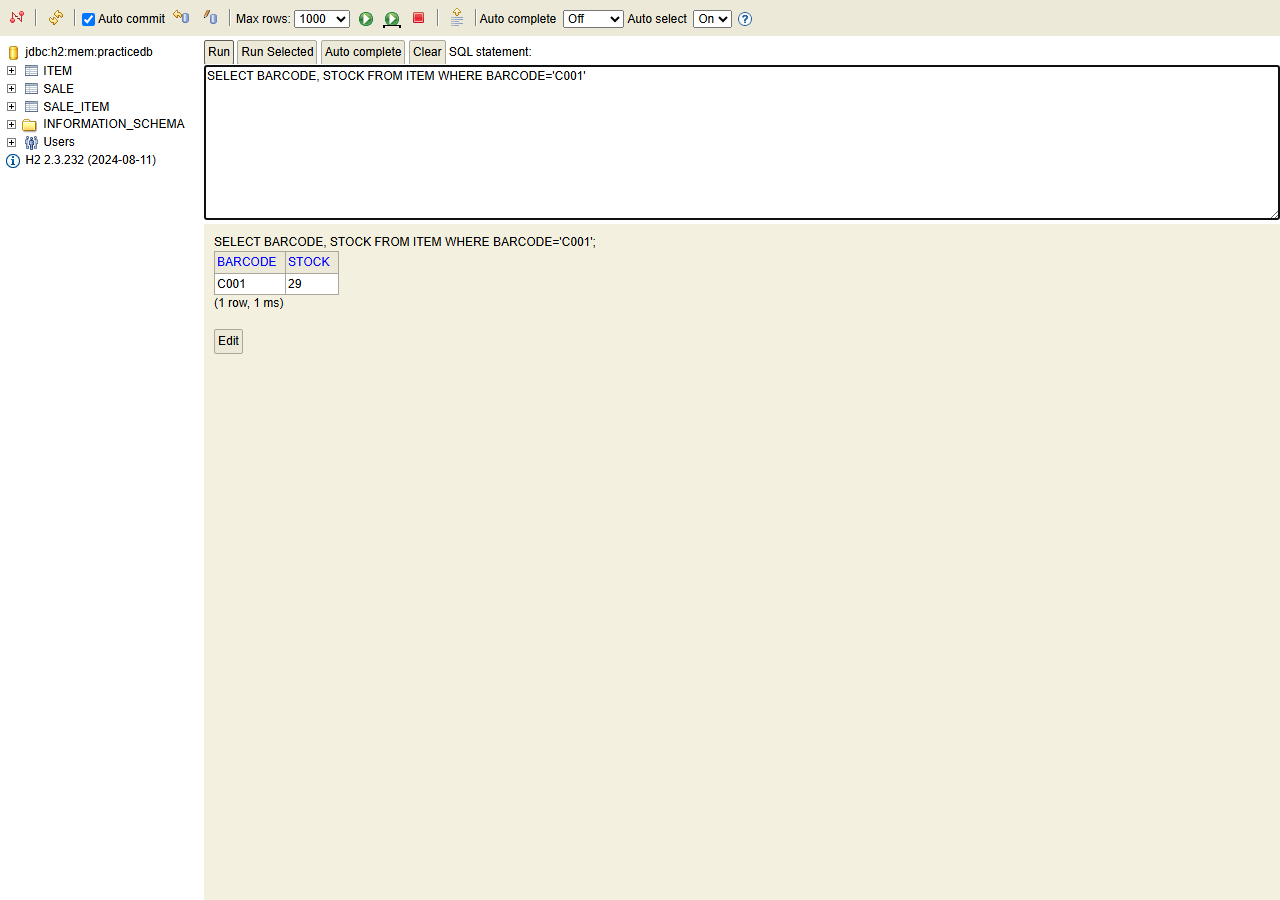 Auto commit Max rows: 1000 Auto complete Off Auto select On ?
jdbc:h2:mem:practicedb
ITEM
SALE
SALE_ITEM
INFORMATION_SCHEMA
Users
H2 2.3.232 (2024-08-11)
Run Run Selected Auto complete Clear SQL statement:
SELECT BARCODE, STOCK FROM ITEM WHERE BARCODE='C001'
SELECT BARCODE, STOCK FROM ITEM WHERE BARCODE='C001';
BARCODE STOCK
C001 29
(1 row, 1 ms)
Edit